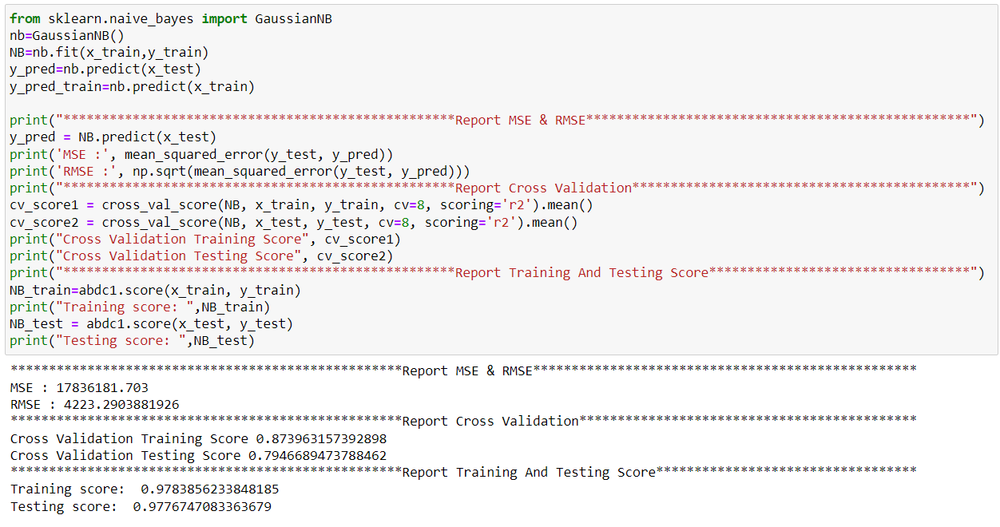 from sklearn.naive_bayes import GaussianNB
nb=GaussianNB()
NB=nb.fit(x_train,y_train)
y_pred=nb.predict(x_test)
y_pred_train=nb.predict(x_train)
print("***************************************************Report MSE & RMSE**************************************************")
y_pred = NB.predict(x_test)
print('MSE :', mean_squared_error(y_test, y_pred))
print('RMSE :', np.sqrt(mean_squared_error(y_test, y_pred)))
print("***************************************************Report Cross Validation********************************************")
cv_score1 = cross_val_score(NB, x_train, y_train, cv=8, scoring='r2').mean()
cv_score2 = cross_val_score(NB, x_test, y_test, cv=8, scoring='r2').mean()
print("Cross Validation Training Score", cv_score1)
print("Cross Validation Testing Score", cv_score2)
print("***************************************************Report Training And Testing Score**********************************")
NB_train=abdc1.score(x_train, y_train)
print("Training score: ",NB_train)
NB_test = abdc1.score(x_test, y_test)
print("Testing score: ",NB_test)
***************************************************Report MSE & RMSE**************************************************
MSE : 17836181.703
RMSE : 4223.2903881926
***************************************************Report Cross Validation********************************************
Cross Validation Training Score 0.873963157392898
Cross Validation Testing Score 0.7946689473788462
***************************************************Report Training And Testing Score**********************************
Training score:  0.9783856233848185
Testing score:  0.9776747083363679